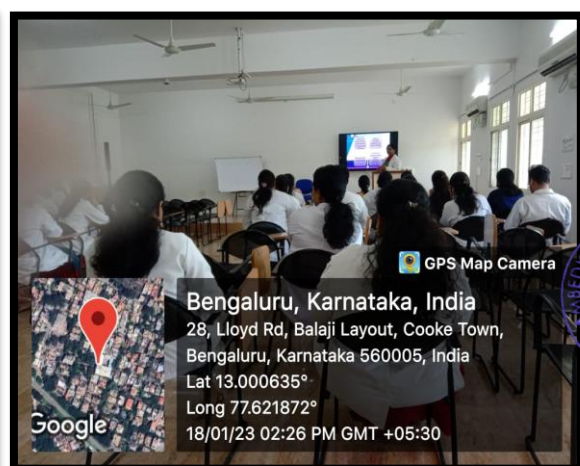 GPS Map Camera
Bengaluru, Karnataka, India
28, Lloyd Rd, Balaji Layout, Cooke Town,
Bengaluru, Karnataka 560005, India
Lat 13.000635°
Long 77.621872°
18/01/23 02:26 PM GMT +05:30
Google